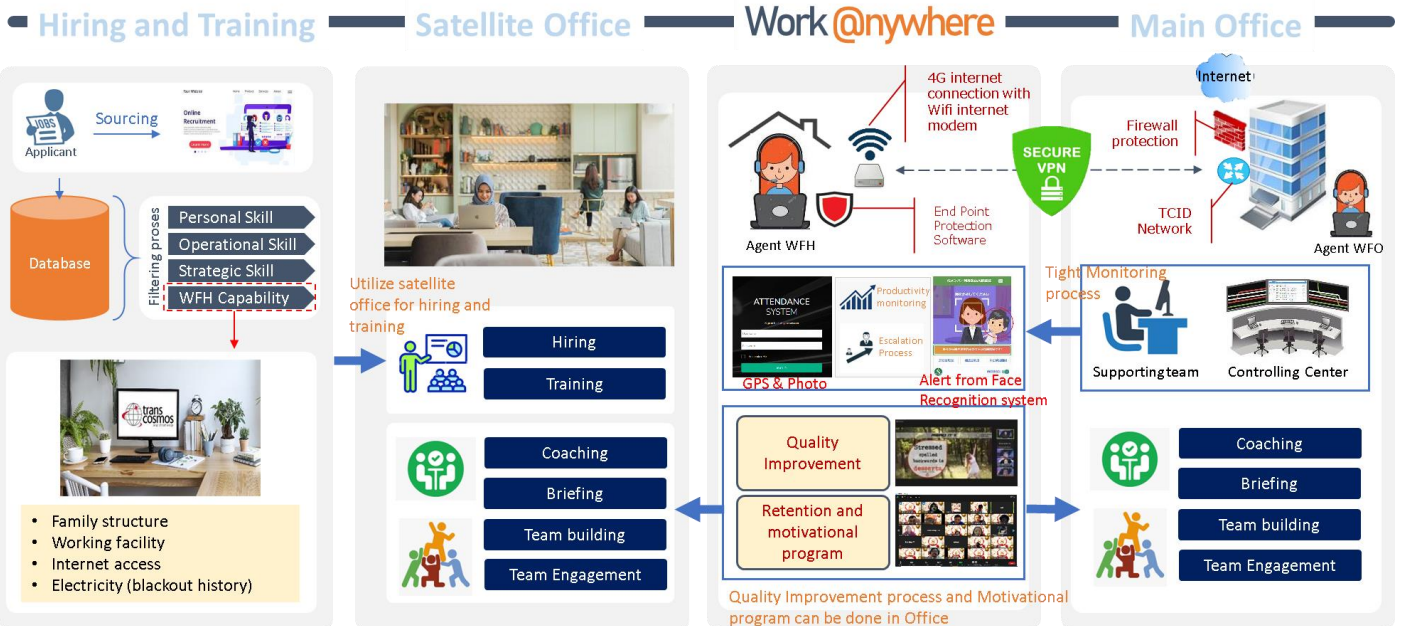 Hiring and Training
Satellite Office
Work @nywhere
Main Office
JOBS
Applicant
Sourcing
Online
Recruitment
Database
Filtering proses
Personal Skill
Operational Skill
Strategic Skill
WFH Capability
trans
cosmos
• Family structure
• Working facility
• Internet access
• Electricity (blackout history)
Utilize satellite
office for hiring and
training
Hiring
Training
Coaching
Briefing
Team building
Team Engagement
4G internet
connection with
Wifi internet
modem
Agent WFH
End Point
Protection
Software
SECURE
VPN
ATTENDANCE
SYSTEM
GPS & Photo
Productivity
monitoring
Escalation
Process
Alert from Face
Recognition system
Quality
Improvement
Retention and
motivational
program
Stressed
spelled
backwards is
desserts
Quality Improvement process and Motivational
program can be done in Office
Internet
Firewall
protection
TCID
Network
Agent WFO
Tight Monitoring
process
Supporting team
Controlling Center
Coaching
Briefing
Team building
Team Engagement